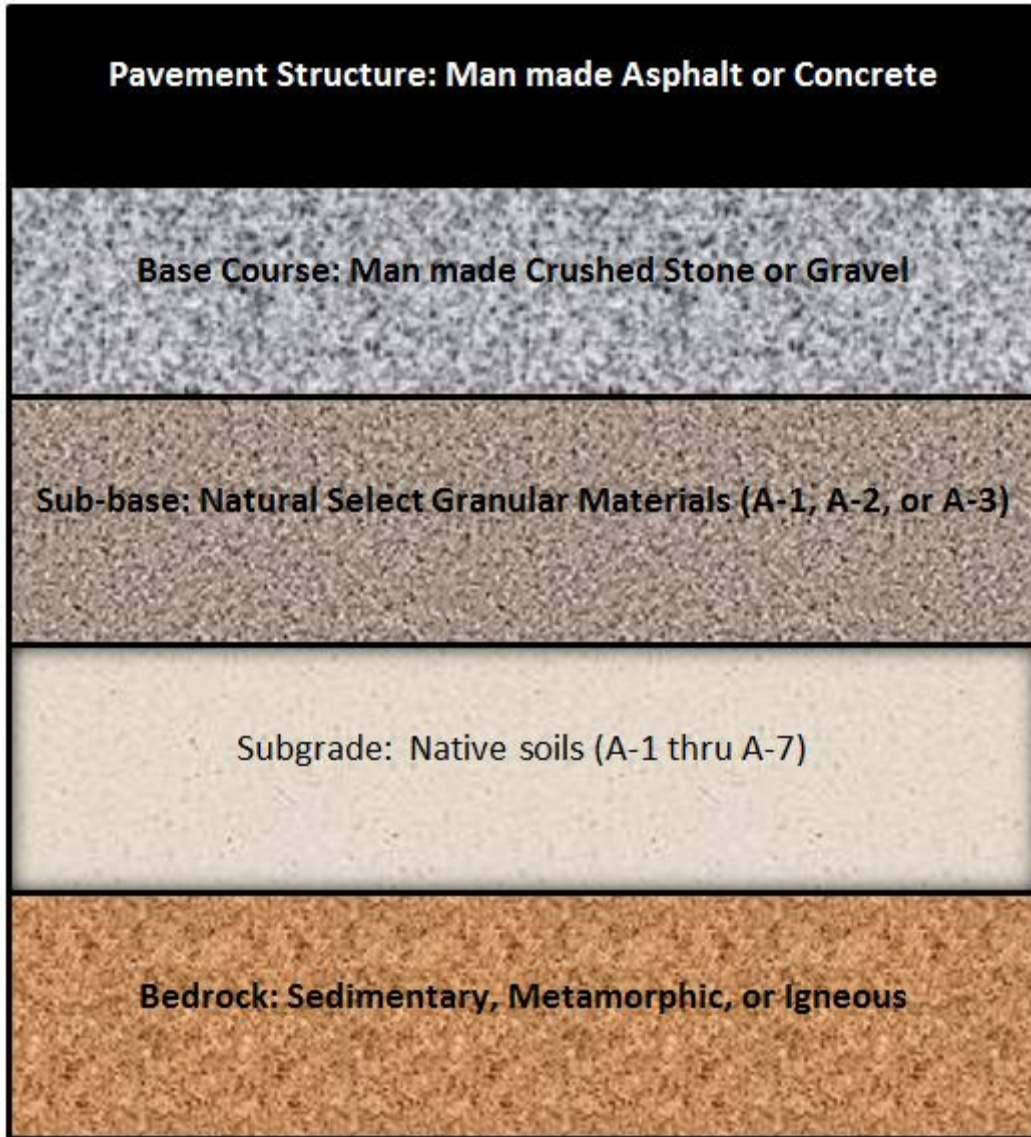 Pavement Structure: Man made Asphalt or Concrete
Base Course: Man made Crushed Stone or Gravel
Sub-base: Natural Select Granular Materials (A-1, A-2, or A-3)
Subgrade:  Native soils (A-1 thru A-7)
Bedrock: Sedimentary, Metamorphic, or Igneous